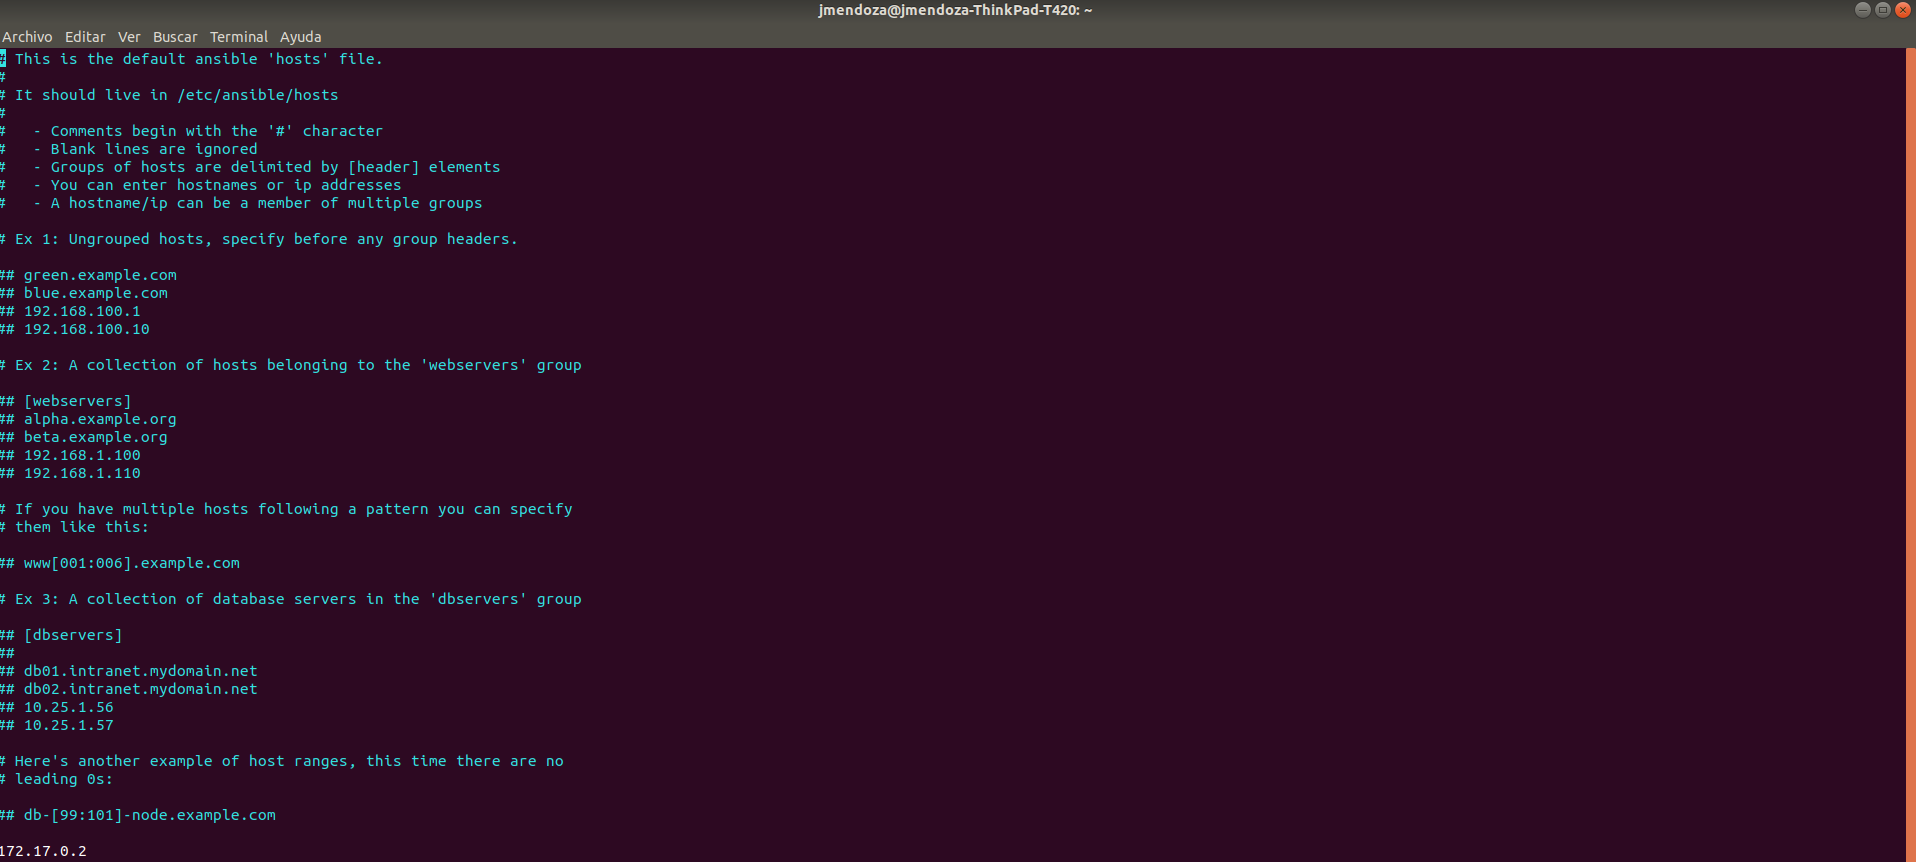 jmendoza@jmendoza-ThinkPad-T420: ~
Archivo Editar Ver Buscar Terminal Ayuda
# This is the default ansible 'hosts' file.
#
# It should live in /etc/ansible/hosts
#
#   - Comments begin with the '#' character
#   - Blank lines are ignored
#   - Groups of hosts are delimited by [header] elements
#   - You can enter hostnames or ip addresses
#   - A hostname/ip can be a member of multiple groups
# Ex 1: Ungrouped hosts, specify before any group headers.
## green.example.com
## blue.example.com
## 192.168.100.1
## 192.168.100.10
# Ex 2: A collection of hosts belonging to the 'webservers' group
## [webservers]
## alpha.example.org
## beta.example.org
## 192.168.1.100
## 192.168.1.110
# If you have multiple hosts following a pattern you can specify
# them like this:
## www[001:006].example.com
# Ex 3: A collection of database servers in the 'dbservers' group
## [dbservers]
##
## db01.intranet.mydomain.net
## db02.intranet.mydomain.net
## 10.25.1.56
## 10.25.1.57
# Here's another example of host ranges, this time there are no
# leading 0s:
## db-[99:101]-node.example.com
172.17.0.2